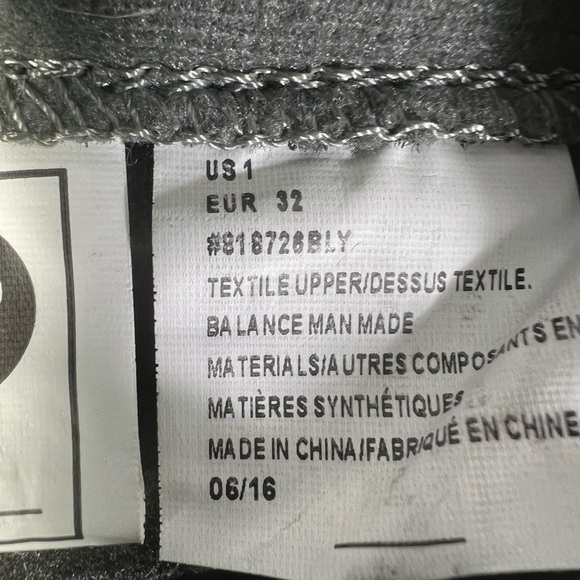 US 1
EUR 32
#818726BLY
TEXTILE UPPER/DESSUS TEXTILE.
BALANCE MAN MADE
MATERIALS/AUTRES COMPOSANTS EN
MATIÈRES SYNTHÉTIQUES
MADE IN CHINA/FABRIQUÉ EN CHINE
06/16